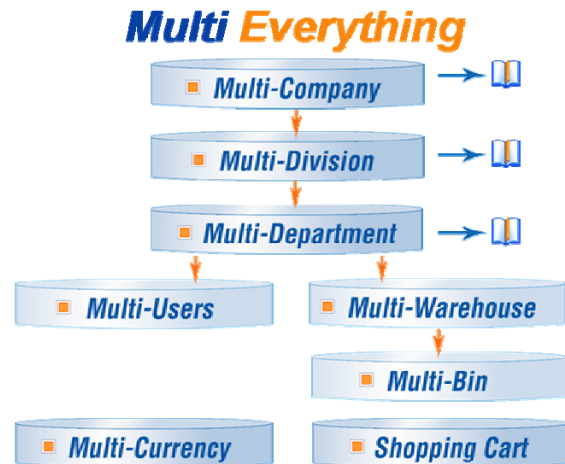 Multi Everything
Multi-Company
Multi-Division
Multi-Department
Multi-Users
Multi-Warehouse
Multi-Bin
Multi-Currency
Shopping Cart